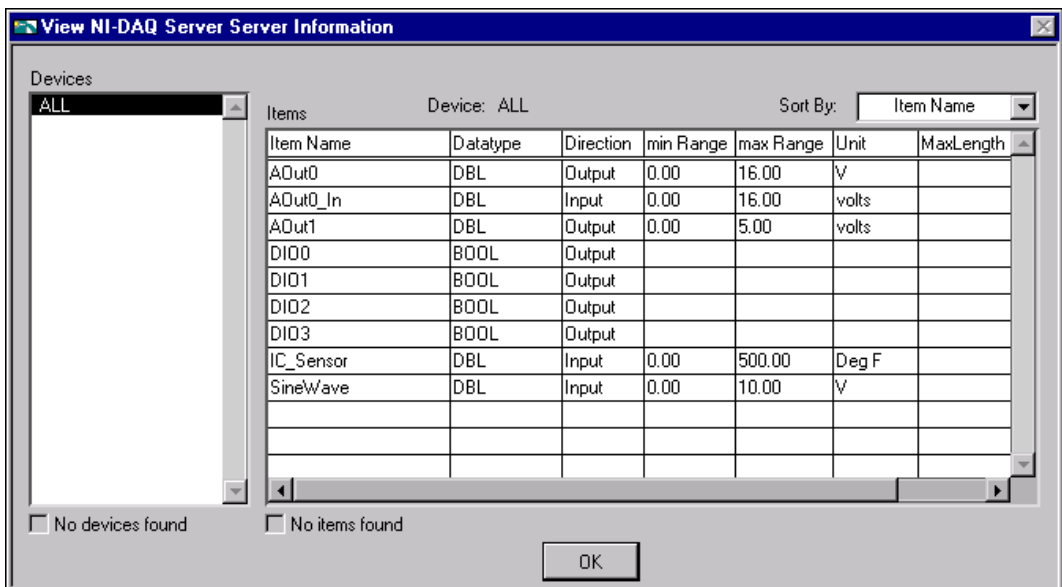 View NI-DAQ Server Server Information
Devices
ALL
Items Device: ALL Sort By: Item Name
Item Name Datatype Direction min Range max Range Unit MaxLength
AOut0 DBL Output 0.00 16.00 V
AOut0_In DBL Input 0.00 16.00 volts
AOut1 DBL Output 0.00 5.00 volts
DIO0 BOOL Output
DIO1 BOOL Output
DIO2 BOOL Output
DIO3 BOOL Output
IC_Sensor DBL Input 0.00 500.00 Deg F
SineWave DBL Input 0.00 10.00 V
No devices found No items found
OK